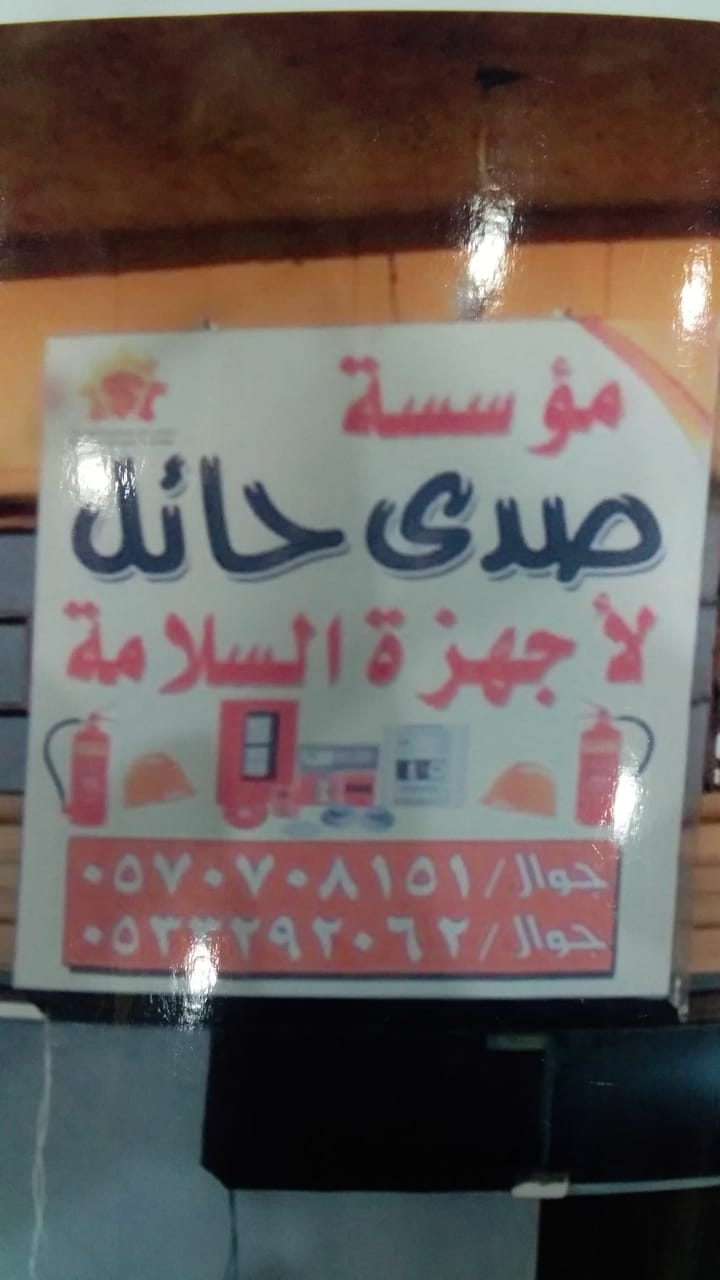 مؤسسة
صدى حائل
لأجهزة السلامة
جوال/ ٠٥٧٠٧٠٨١٥١
جوال/ ٠٥٣٣٢٩٢٠٦٢